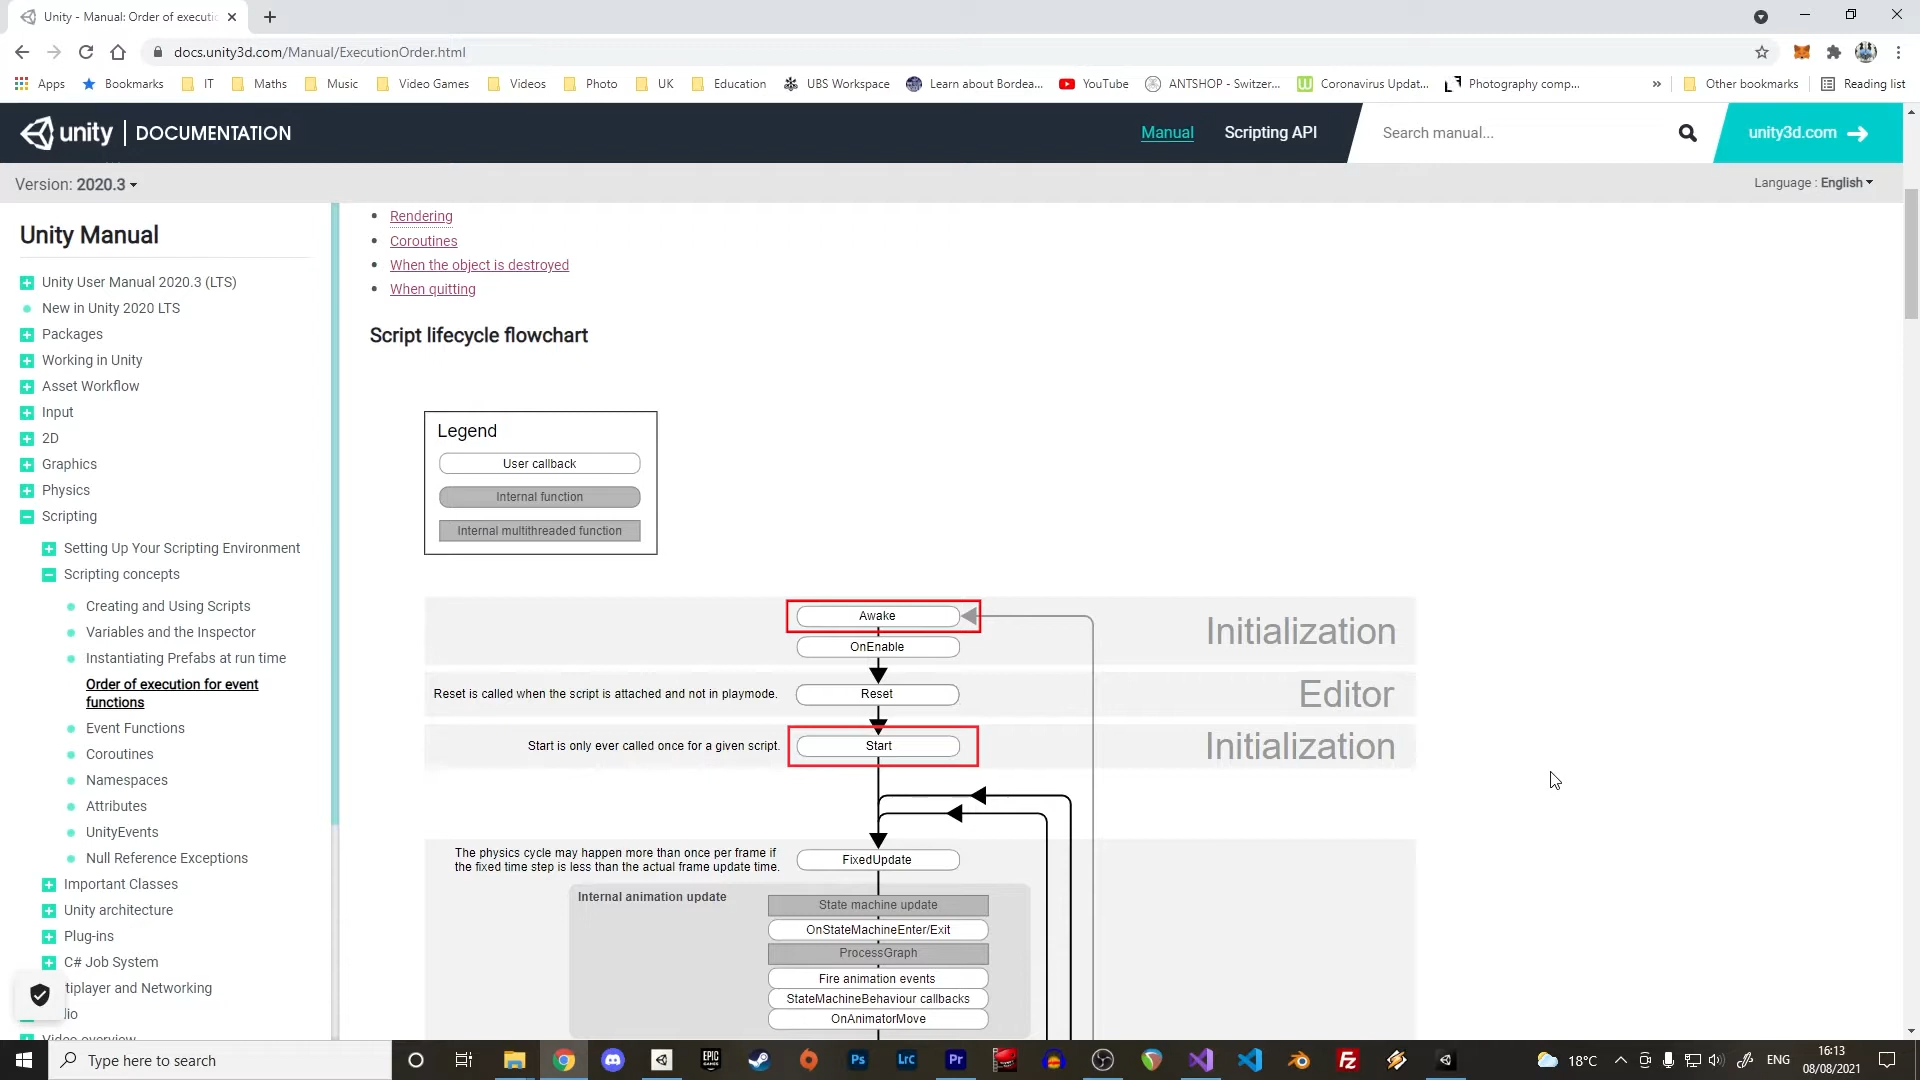 Unity - Manual: Order of executi
docs.unity3d.com/Manual/ExecutionOrder.html
Apps
Bookmarks
IT
Maths
Music
Video Games
Videos
Photo
UK
Education
UBS Workspace
Learn about Bordea...
YouTube
ANTSHOP - Switzer...
Coronavirus Updat...
Photography comp...
»
Other bookmarks
Reading list
unity | DOCUMENTATION
Manual
Scripting API
Search manual...
unity3d.com
Version: 2020.3
Language : English
Unity Manual
Unity User Manual 2020.3 (LTS)
New in Unity 2020 LTS
Packages
Working in Unity
Asset Workflow
Input
2D
Graphics
Physics
Scripting
Setting Up Your Scripting Environment
Scripting concepts
Creating and Using Scripts
Variables and the Inspector
Instantiating Prefabs at run time
Order of execution for event
functions
Event Functions
Coroutines
Namespaces
Attributes
UnityEvents
Null Reference Exceptions
Important Classes
Unity architecture
Plug-ins
C# Job System
tiplayer and Networking
dio
Video overview
Rendering
Coroutines
When the object is destroyed
When quitting
Script lifecycle flowchart
Legend
User callback
Internal function
Internal multithreaded function
Awake
Initialization
OnEnable
Reset is called when the script is attached and not in playmode.
Reset
Editor
Start is only ever called once for a given script.
Start
Initialization
The physics cycle may happen more than once per frame if
the fixed time step is less than the actual frame update time.
FixedUpdate
Internal animation update
State machine update
OnStateMachineEnter/Exit
ProcessGraph
Fire animation events
StateMachineBehaviour callbacks
OnAnimatorMove
Type here to search
EPIC GAMES
Ps
Lrc
Pr
FZ
18°C
ENG
16:13
08/08/2021